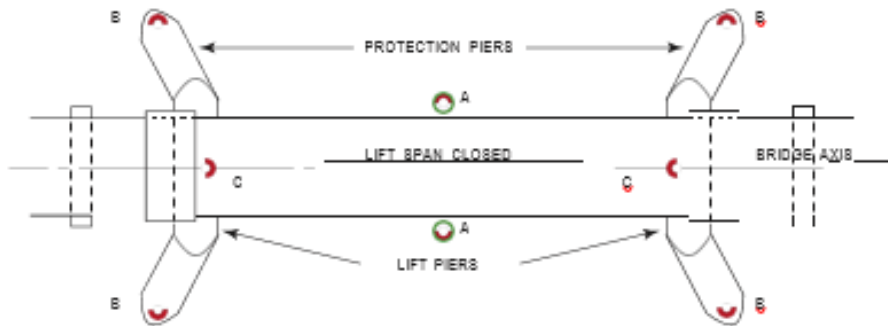 B B
PROTECTION PIERS
A
LIFT SPAN CLOSED BRIDGE AXIS
C C
A
LIFT PIERS
B B